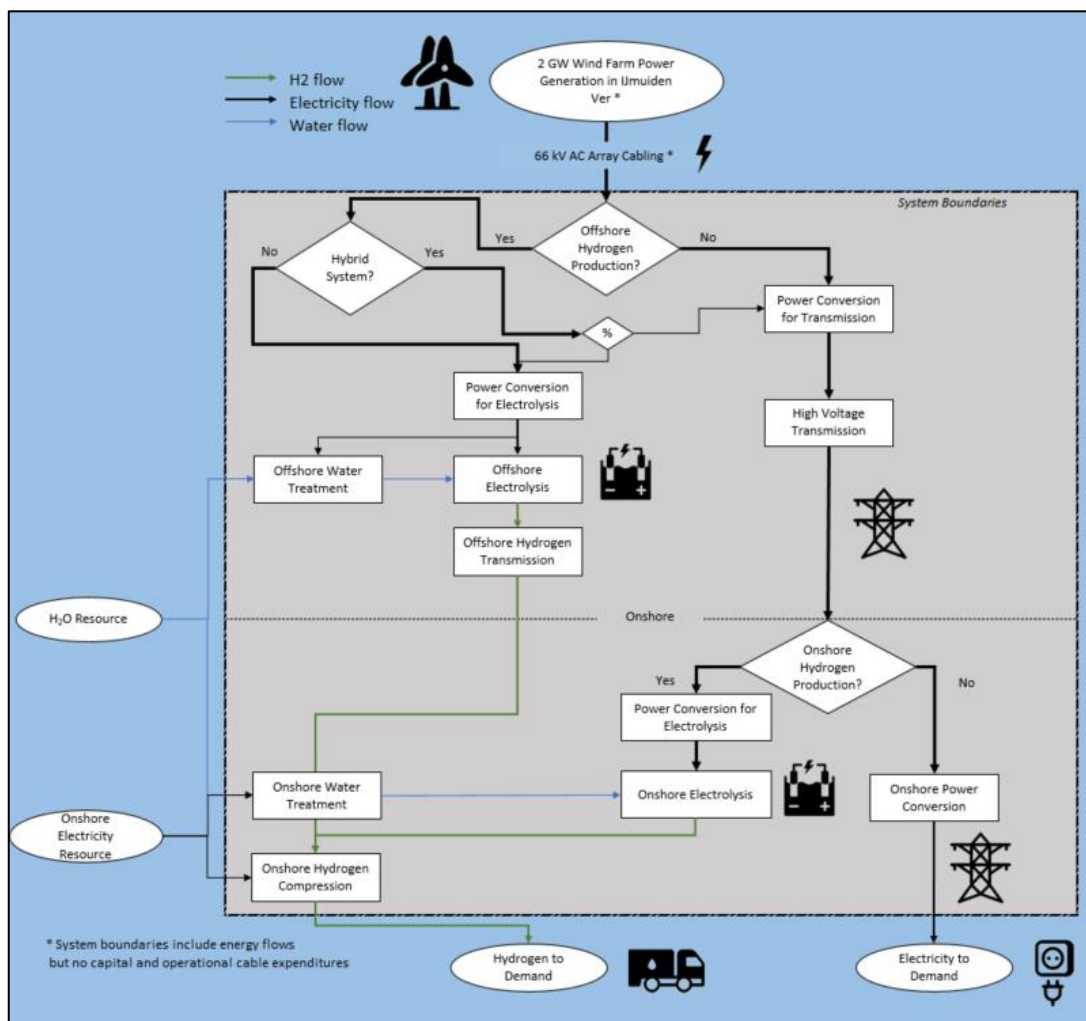 H2 flow
Electricity flow
Water flow
2 GW Wind Farm Power
Generation in IJmuiden
Ver *
66 kV AC Array Cabling *
System Boundaries
Offshore
Hydrogen
Production?
Yes
No
No
Hybrid
System?
Yes
%
Power Conversion
for Transmission
Power Conversion
for Electrolysis
High Voltage
Transmission
Offshore Water
Treatment
Offshore
Electrolysis
− +
Offshore Hydrogen
Transmission
H₂O Resource
Onshore
Onshore
Hydrogen
Production?
Yes
No
Power Conversion for
Electrolysis
Onshore Water
Treatment
Onshore Electrolysis
− +
Onshore Power
Conversion
Onshore
Electricity
Resource
Onshore Hydrogen
Compression
* System boundaries include energy flows
but no capital and operational cable expenditures
Hydrogen to
Demand
Electricity to
Demand